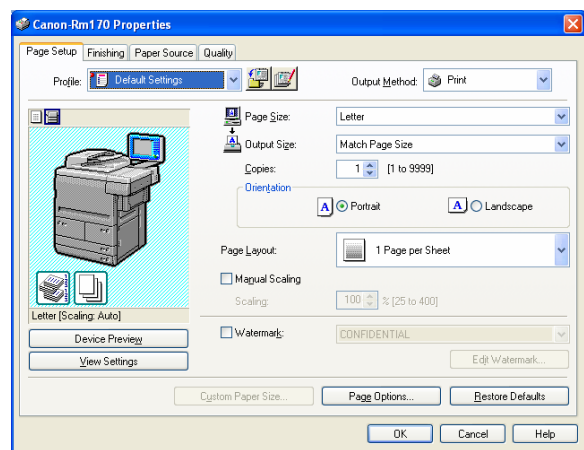 Canon-Rm170 Properties
Page Setup Finishing Paper Source Quality
Profile: Default Settings Output Method: Print
Page Size: Letter
Output Size: Match Page Size
Copies: 1 [1 to 9999]
Orientation
A Portrait A Landscape
Page Layout: 1 Page per Sheet
Manual Scaling
Scaling: 100 % [25 to 400]
Letter [Scaling: Auto]
Device Preview
Watermark: CONFIDENTIAL
View Settings
Edit Watermark...
Custom Paper Size... Page Options... Restore Defaults
OK Cancel Help